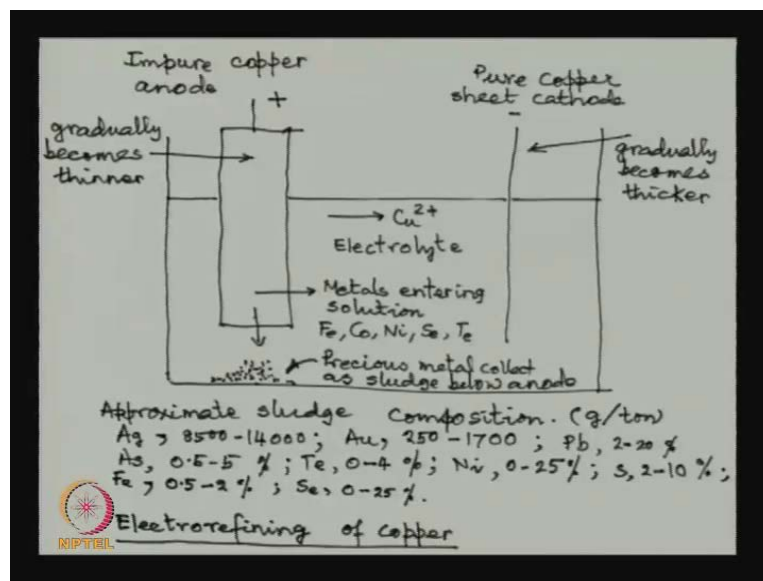 Impure copper
anode
+
gradually
becomes
thinner
Pure copper
sheet cathode
-
gradually
becomes
thicker
Cu2+
Electrolyte
Metals entering
solution
Fe, Co, Ni, Se, Te
Precious metal collect
as sludge below anode
Approximate sludge composition. (g/ton)
Ag, 8500-14000; Au, 250-1700; Pb, 2-20 %
As, 0.5-5 %; Te, 0-4 %; Ni, 0-25%; S, 2-10 %;
Fe, 0.5-2 %; Se, 0-25 %.
Electrorefining of copper
NPTEL